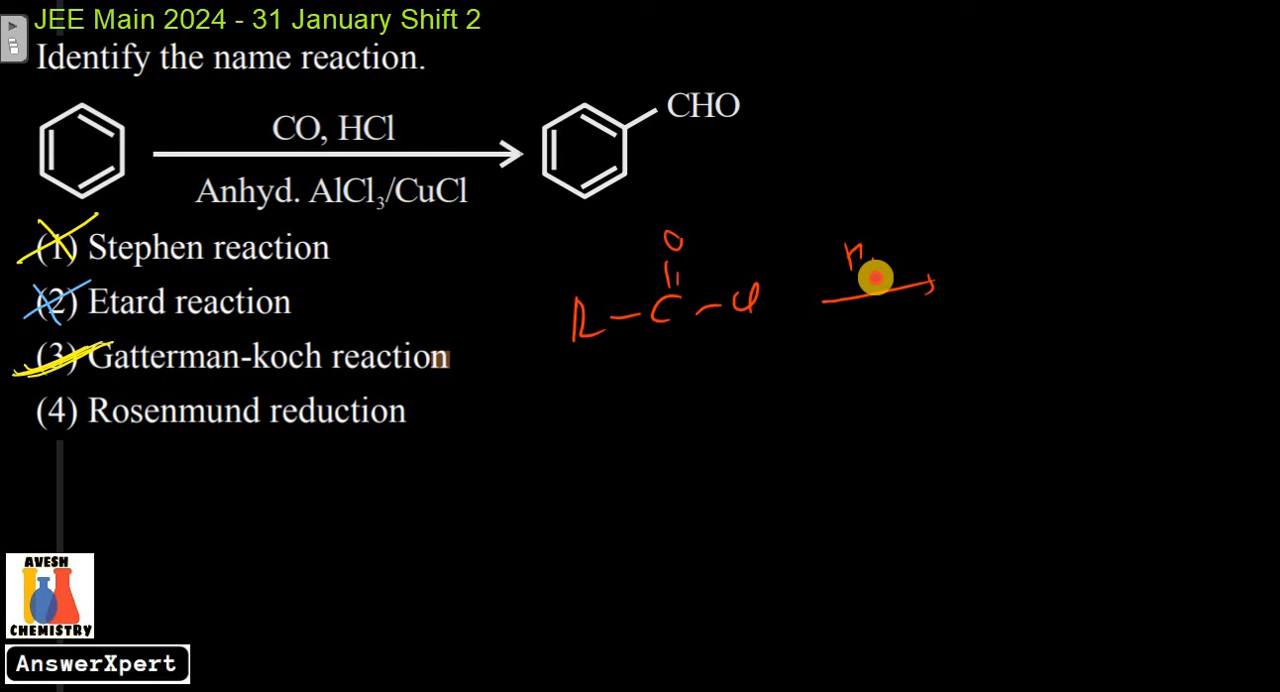 JEE Main 2024 - 31 January Shift 2
Identify the name reaction.
CHO
CO, HCl
Anhyd. AlCl₃/CuCl
(1) Stephen reaction
(2) Etard reaction
(3) Gatterman-koch reaction
(4) Rosenmund reduction
O
R-C-Cl
H
AVESH
CHEMISTRY
AnswerXpert